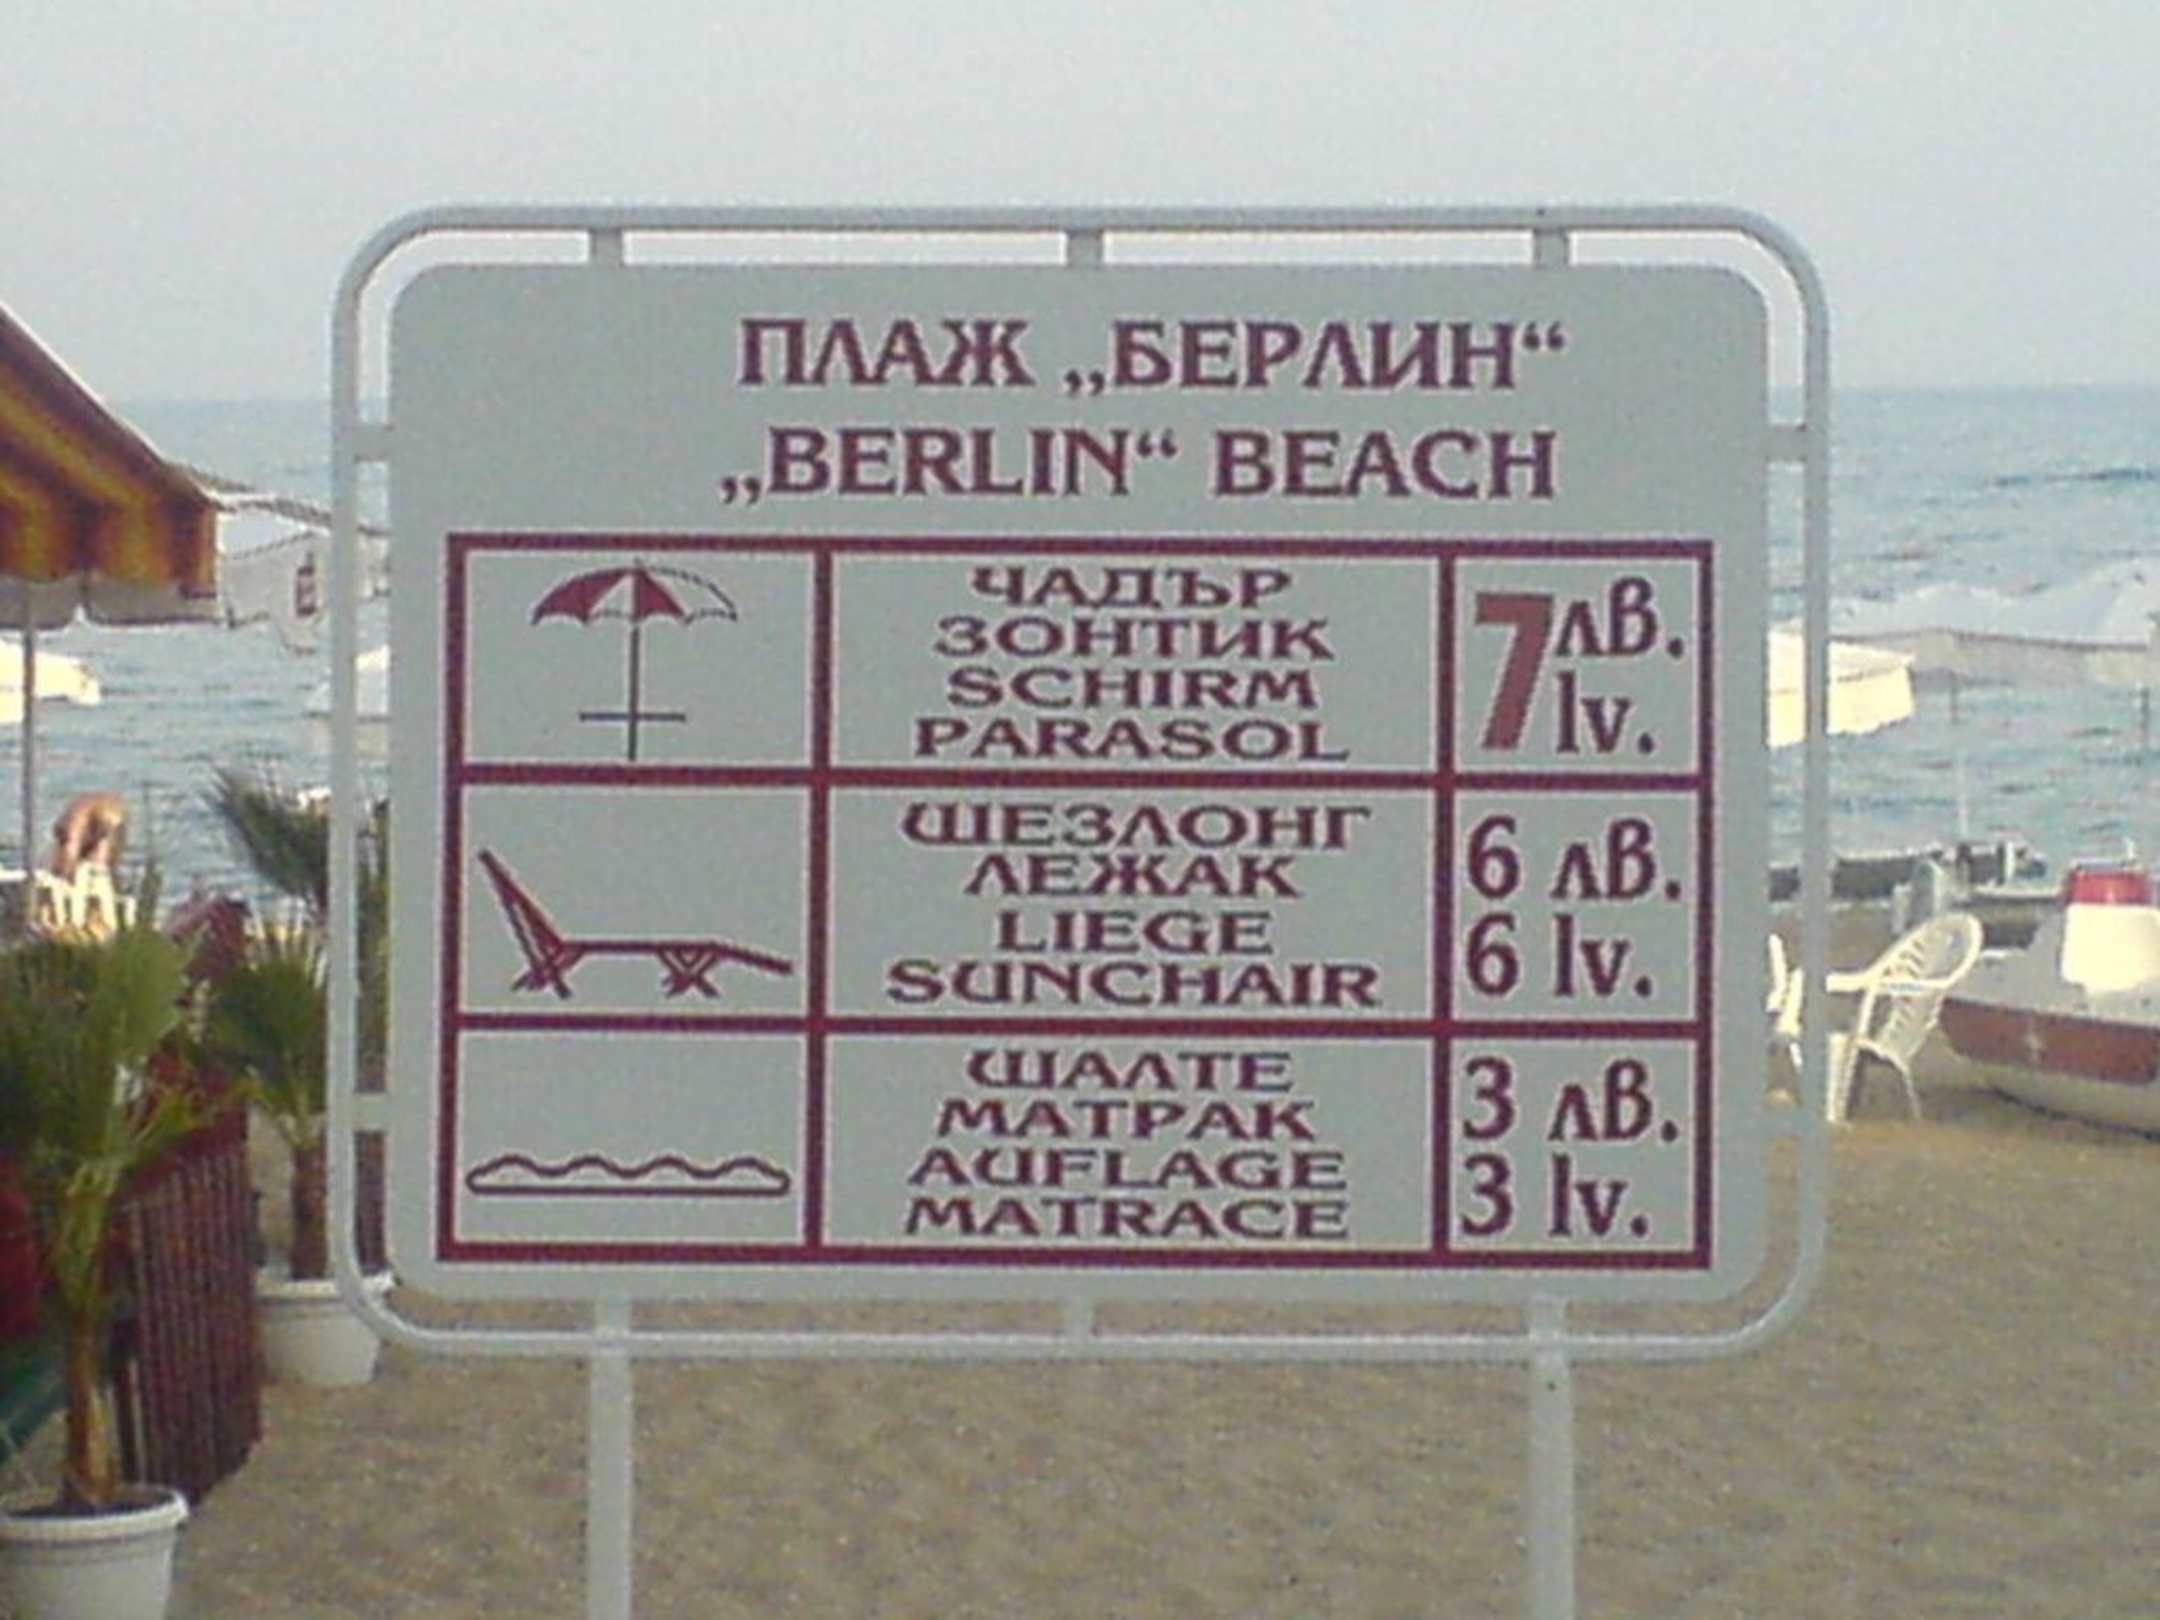 ПЛАЖ „БЕРЛИН“
„BERLIN“ BEACH
ЧАДЪР
ЗОНТИК
SCHIRM
PARASOL
7 лв.
lv.
ШЕЗЛОНГ
ЛЕЖАК
LIEGE
SUNCHAIR
6 лв.
6 lv.
ШАЛТЕ
МАТРАК
AUFLAGE
MATRACE
3 лв.
3 lv.